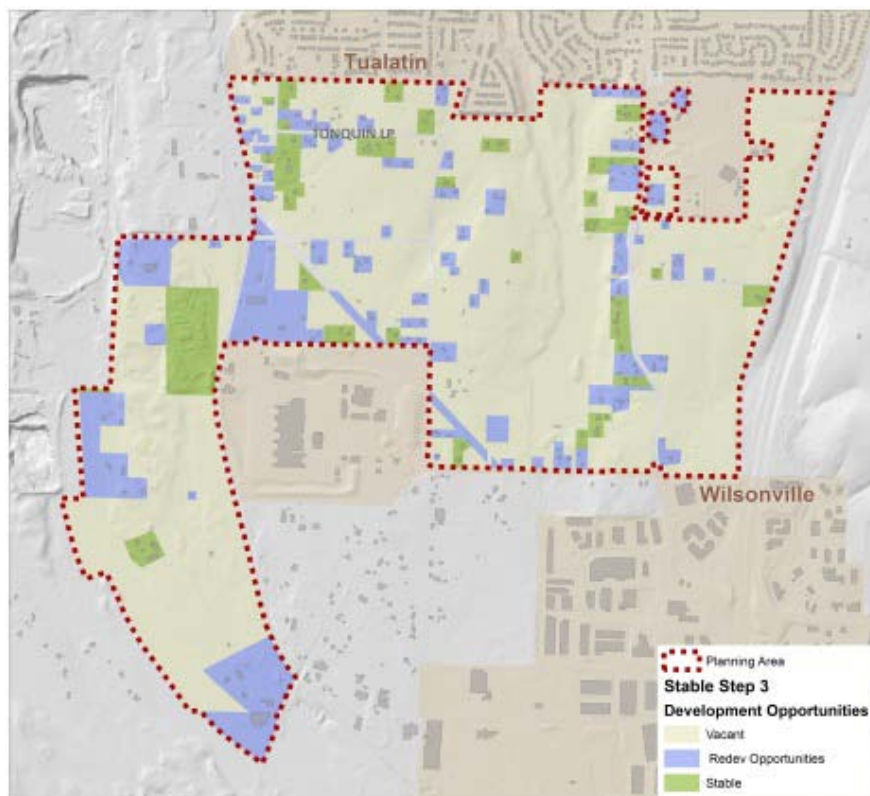 Tualatin
TONQUIN LP
Wilsonville
Planning Area
Stable Step 3
Development Opportunities
Vacant
Redev Opportunities
Stable